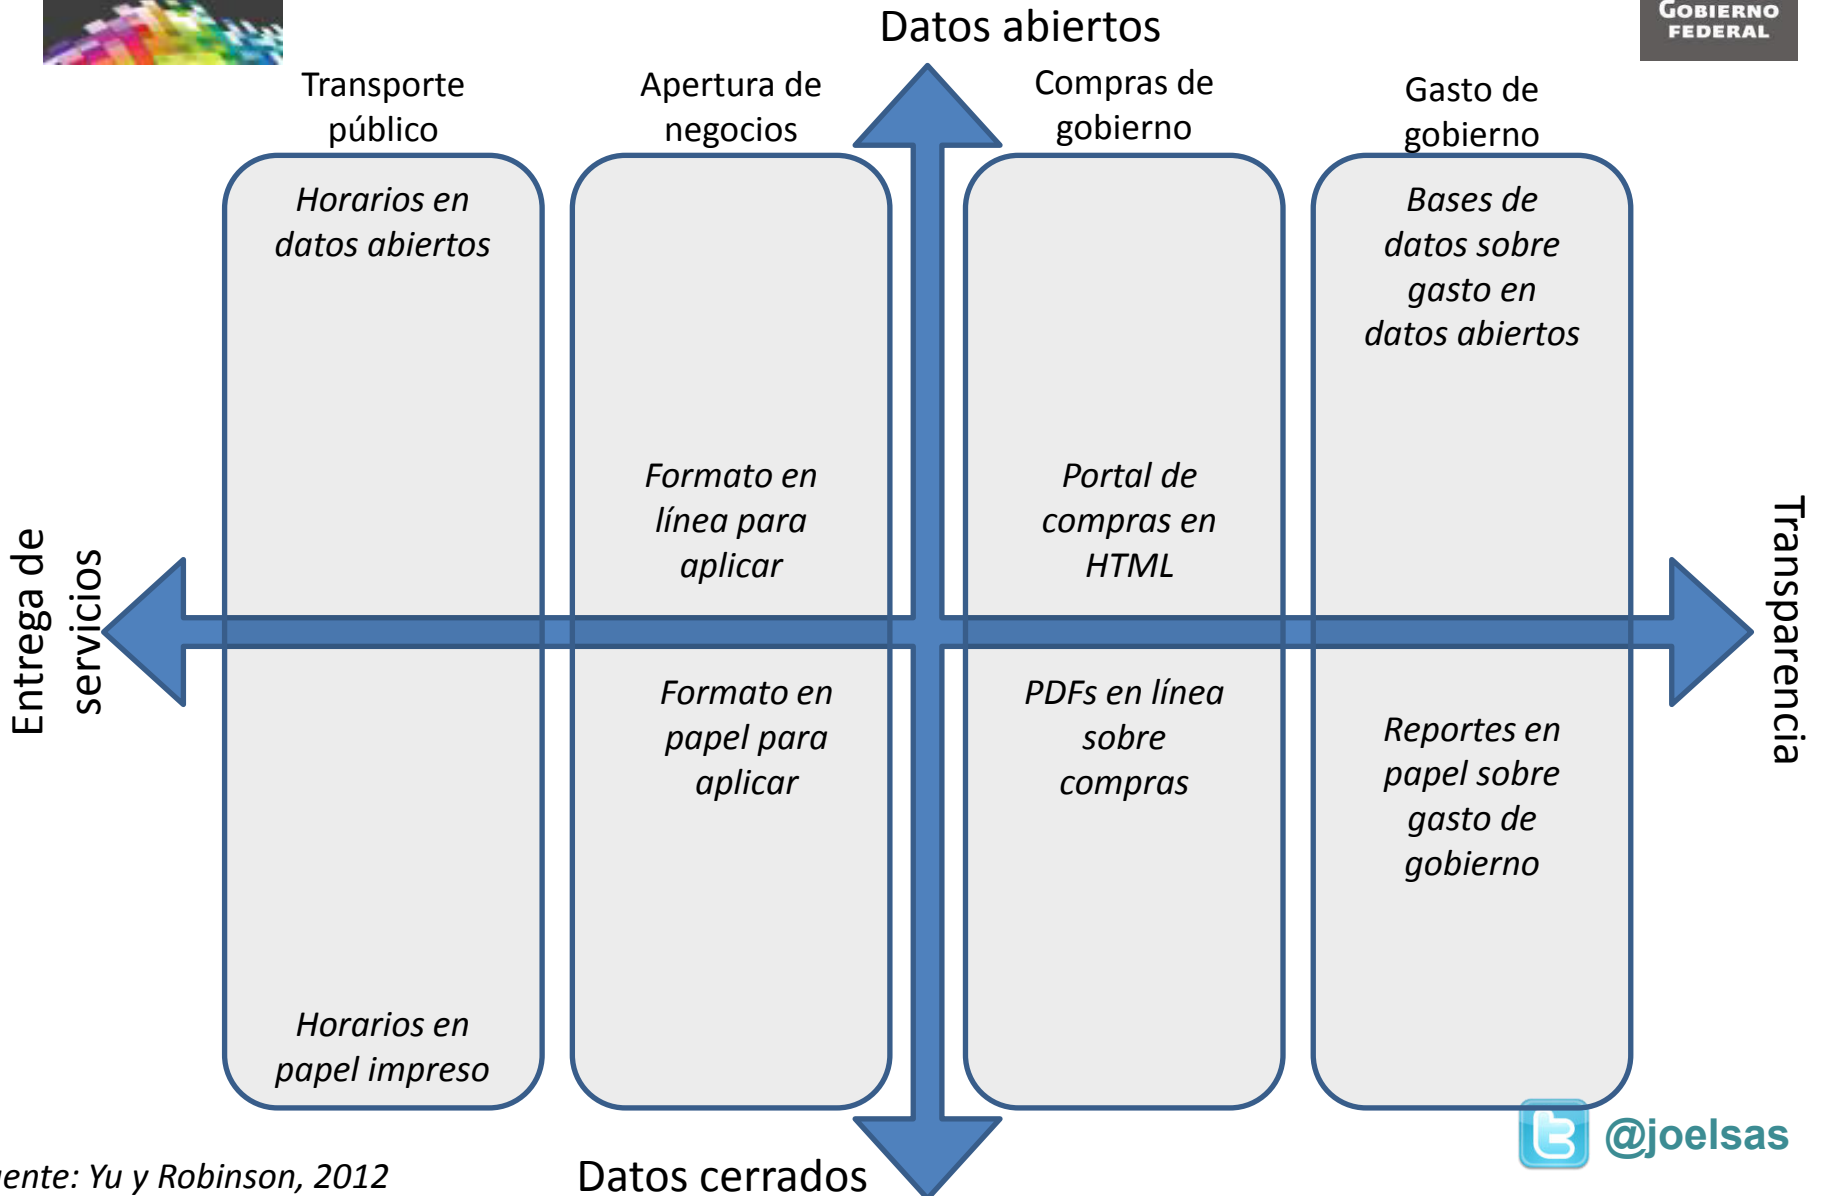 Datos abiertos
GOBIERNO
FEDERAL
Transporte
público
Apertura de
negocios
Compras de
gobierno
Gasto de
gobierno
Horarios en
datos abiertos
Bases de
datos sobre
gasto en
datos abiertos
Formato en
línea para
aplicar
Portal de
compras en
HTML
Entrega de
servicios
Transparencia
Formato en
papel para
aplicar
PDFs en línea
sobre
compras
Reportes en
papel sobre
gasto de
gobierno
Horarios en
papel impreso
@joelsas
ente: Yu y Robinson, 2012
Datos cerrados